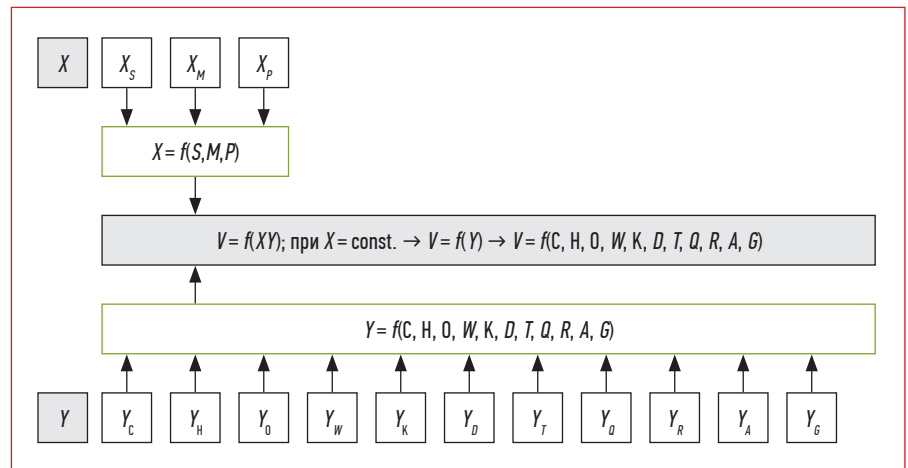 X X_S X_M X_P
X = f(S,M,P)
V = f(XY); при X = const. → V = f(Y) → V = f(C, H, O, W, K, D, T, Q, R, A, G)
Y = f(C, H, O, W, K, D, T, Q, R, A, G)
Y Y_C Y_H Y_O Y_W Y_K Y_D Y_T Y_Q Y_R Y_A Y_G